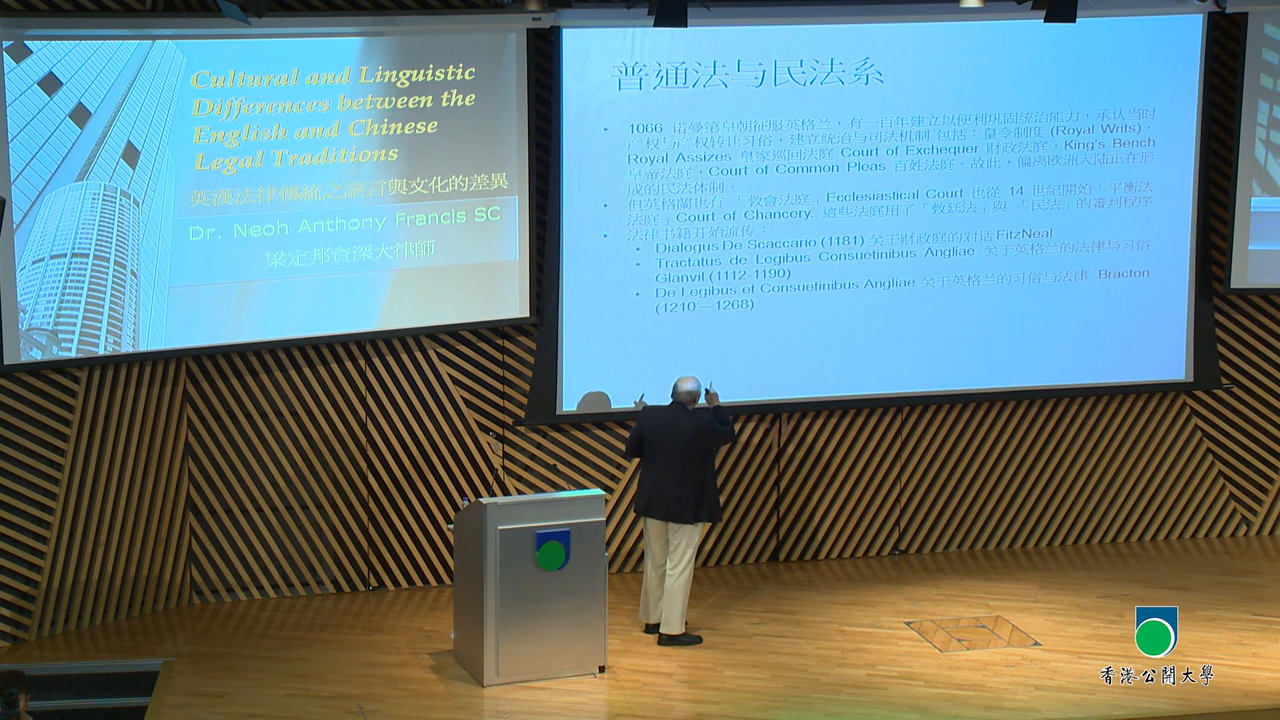 Cultural and Linguistic
Differences between the
English and Chinese
Legal Traditions
英漢法律傳統之語言與文化的差異
Dr. Neoh Anthony Francis SC
梁定邦資深大律師
普通法与民法系
• 1066 诺曼第皇朝征服英格兰，有一百年建立以便利巩固统治能力，承认当时
产权与产权转让习俗，建立统治与司法机制 包括：皇令制度 (Royal Writs)，
Royal Assizes 皇家巡回法庭 Court of Exchequer 财政法庭，King's Bench
皇帝法庭，Court of Common Pleas 百姓法庭。故此，偏离欧洲大陆正在形
成的民法体制。
• 但英格蘭也有 「教會法庭」Ecclesiastical Court 也從 14 世紀開始「平衡法
法庭」Court of Chancery. 這些法庭用了「教廷法」與 「民法」的審判程序。
• 法律书籍开始流传：
• Dialogus De Scaccario (1181) 关于财政庭的对话 FitzNeal
• Tractatus de Legibus Consuetinibus Angliae 关于英格兰的法律与习俗
Glanvil (1112-1190)
• De Legibus et Consuetinibus Angliae 关于英格兰的习俗与法律 Bracton
(1210 – 1268)
香港公開大學